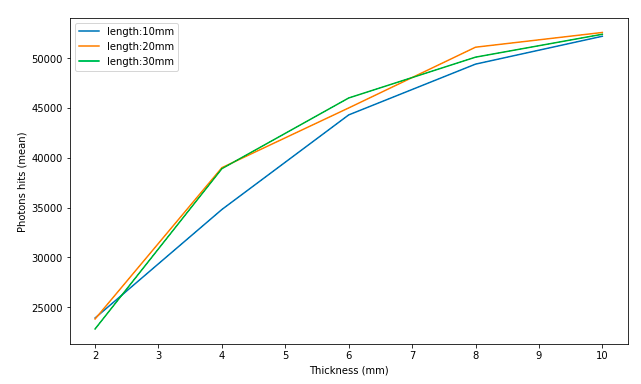 length:10mm
length:20mm
length:30mm
50000
45000
40000
35000
30000
25000
Photons hits (mean)
2 3 4 5 6 7 8 9 10
Thickness (mm)